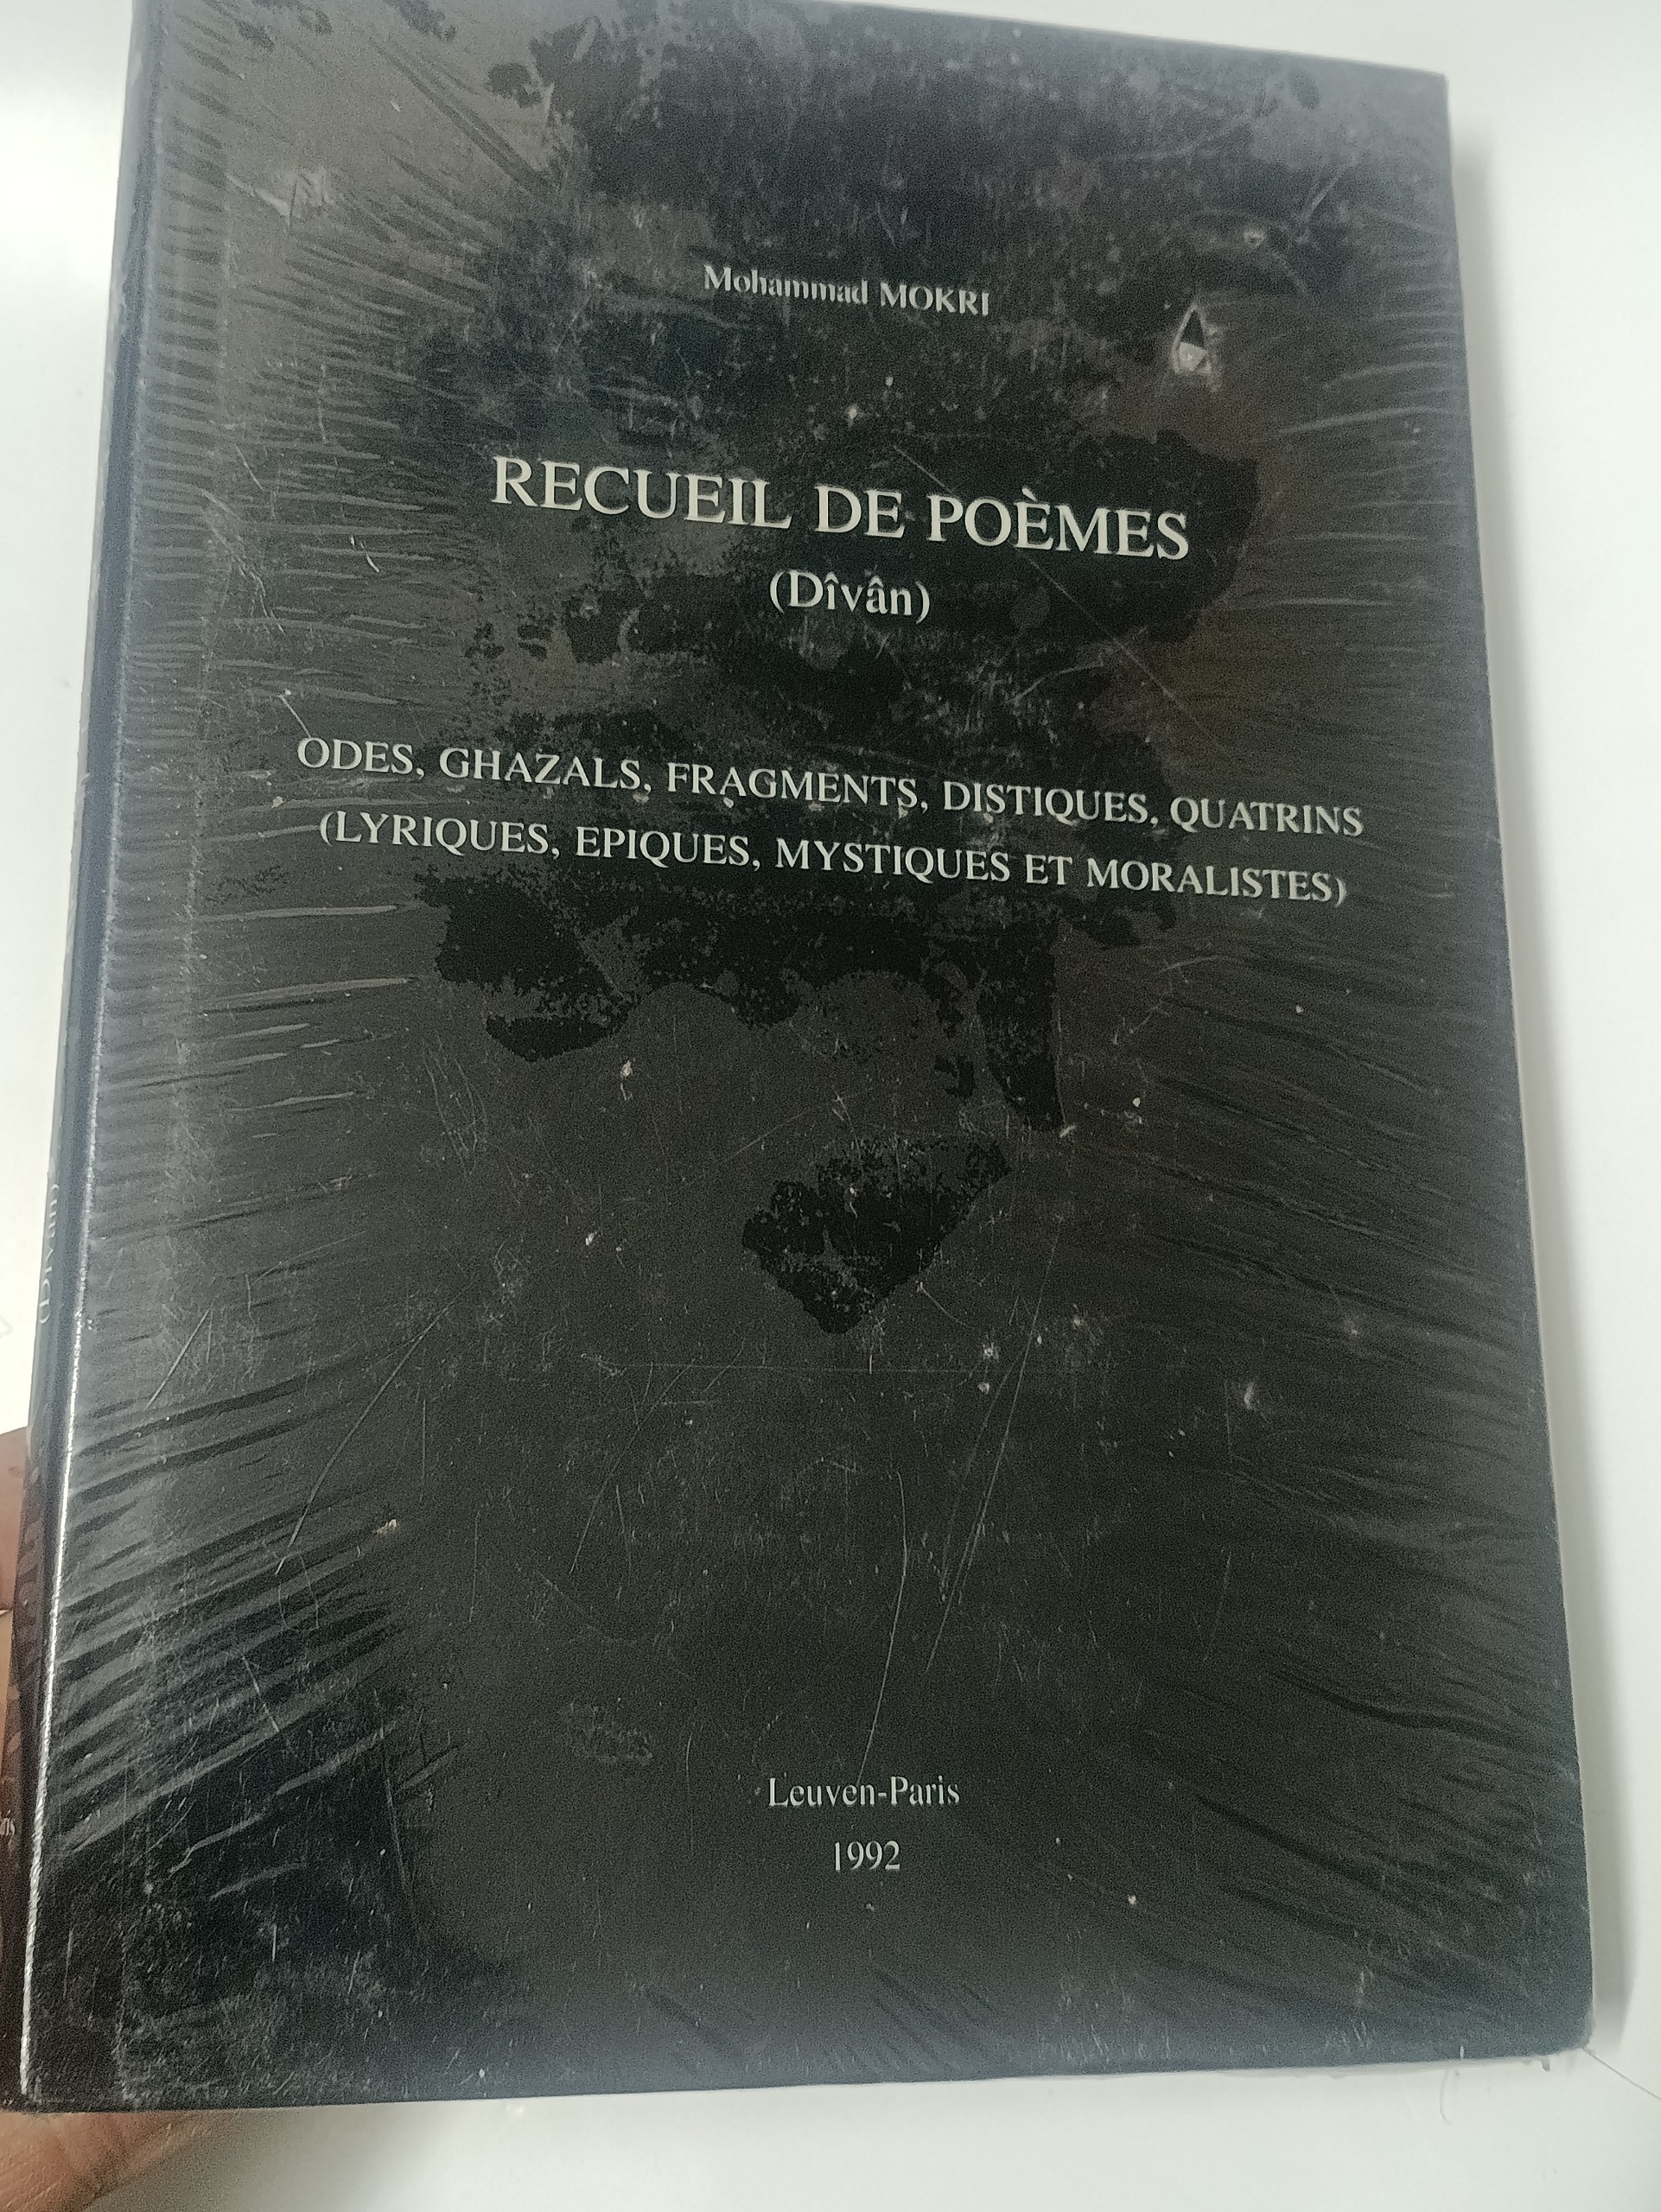 Mohammad MOKRI
RECUEIL DE POÈMES
(Dîvân)
ODES, GHAZALS, FRAGMENTS, DISTIQUES, QUATRINS
(LYRIQUES, EPIQUES, MYSTIQUES ET MORALISTES)
Leuven-Paris
1992
(Dîvân)